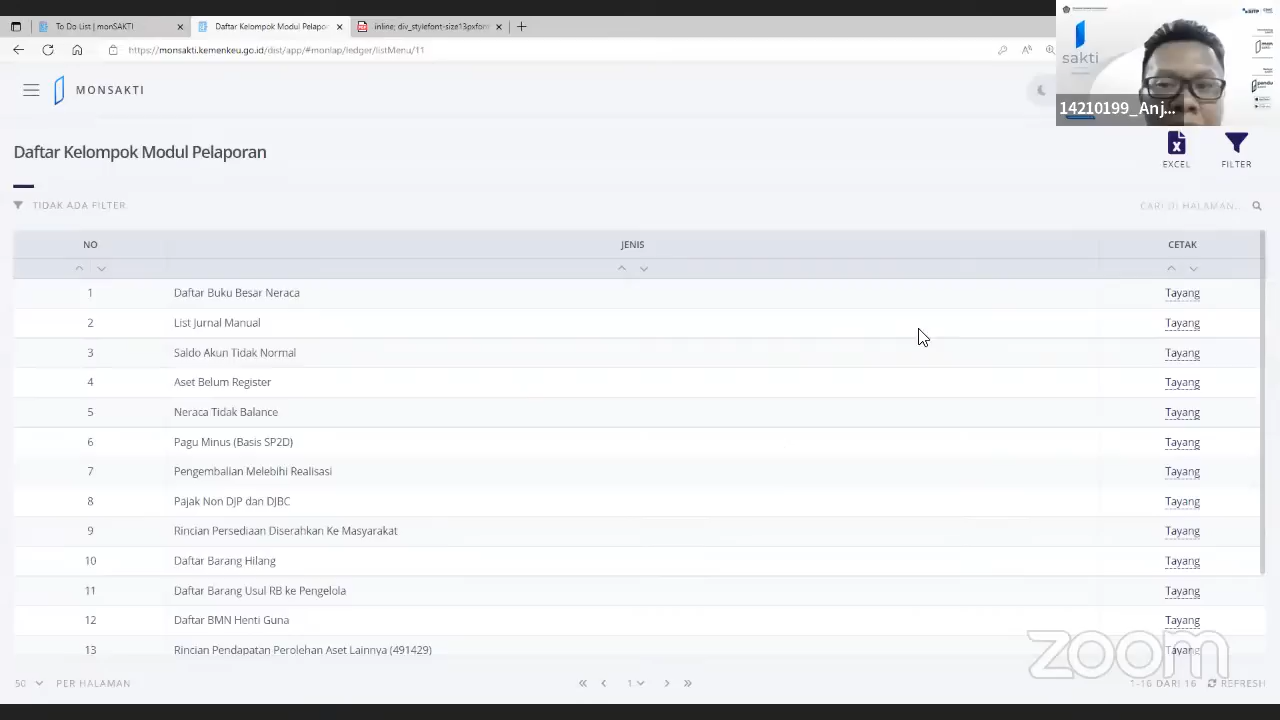 To Do List | monSAKTI
Daftar Kelompok Modul Pelapor
inline; div_stylefont-size13pxfon
https://monsakti.kemenkeu.go.id/dist/app/#monlap/ledger/listMenu/11
MONSAKTI
sakti
14210199_Anj...
Daftar Kelompok Modul Pelaporan
EXCEL
FILTER
TIDAK ADA FILTER
CARI DI HALAMAN...
NO JENIS CETAK
1 Daftar Buku Besar Neraca Tayang
2 List Jurnal Manual Tayang
3 Saldo Akun Tidak Normal Tayang
4 Aset Belum Register Tayang
5 Neraca Tidak Balance Tayang
6 Pagu Minus (Basis SP2D) Tayang
7 Pengembalian Melebihi Realisasi Tayang
8 Pajak Non DJP dan DJBC Tayang
9 Rincian Persediaan Diserahkan Ke Masyarakat Tayang
10 Daftar Barang Hilang Tayang
11 Daftar Barang Usul RB ke Pengelola Tayang
12 Daftar BMN Henti Guna Tayang
13 Rincian Pendapatan Perolehan Aset Lainnya (491429) Tayang
zoom
50 PER HALAMAN 1 1-16 DARI 16 REFRESH